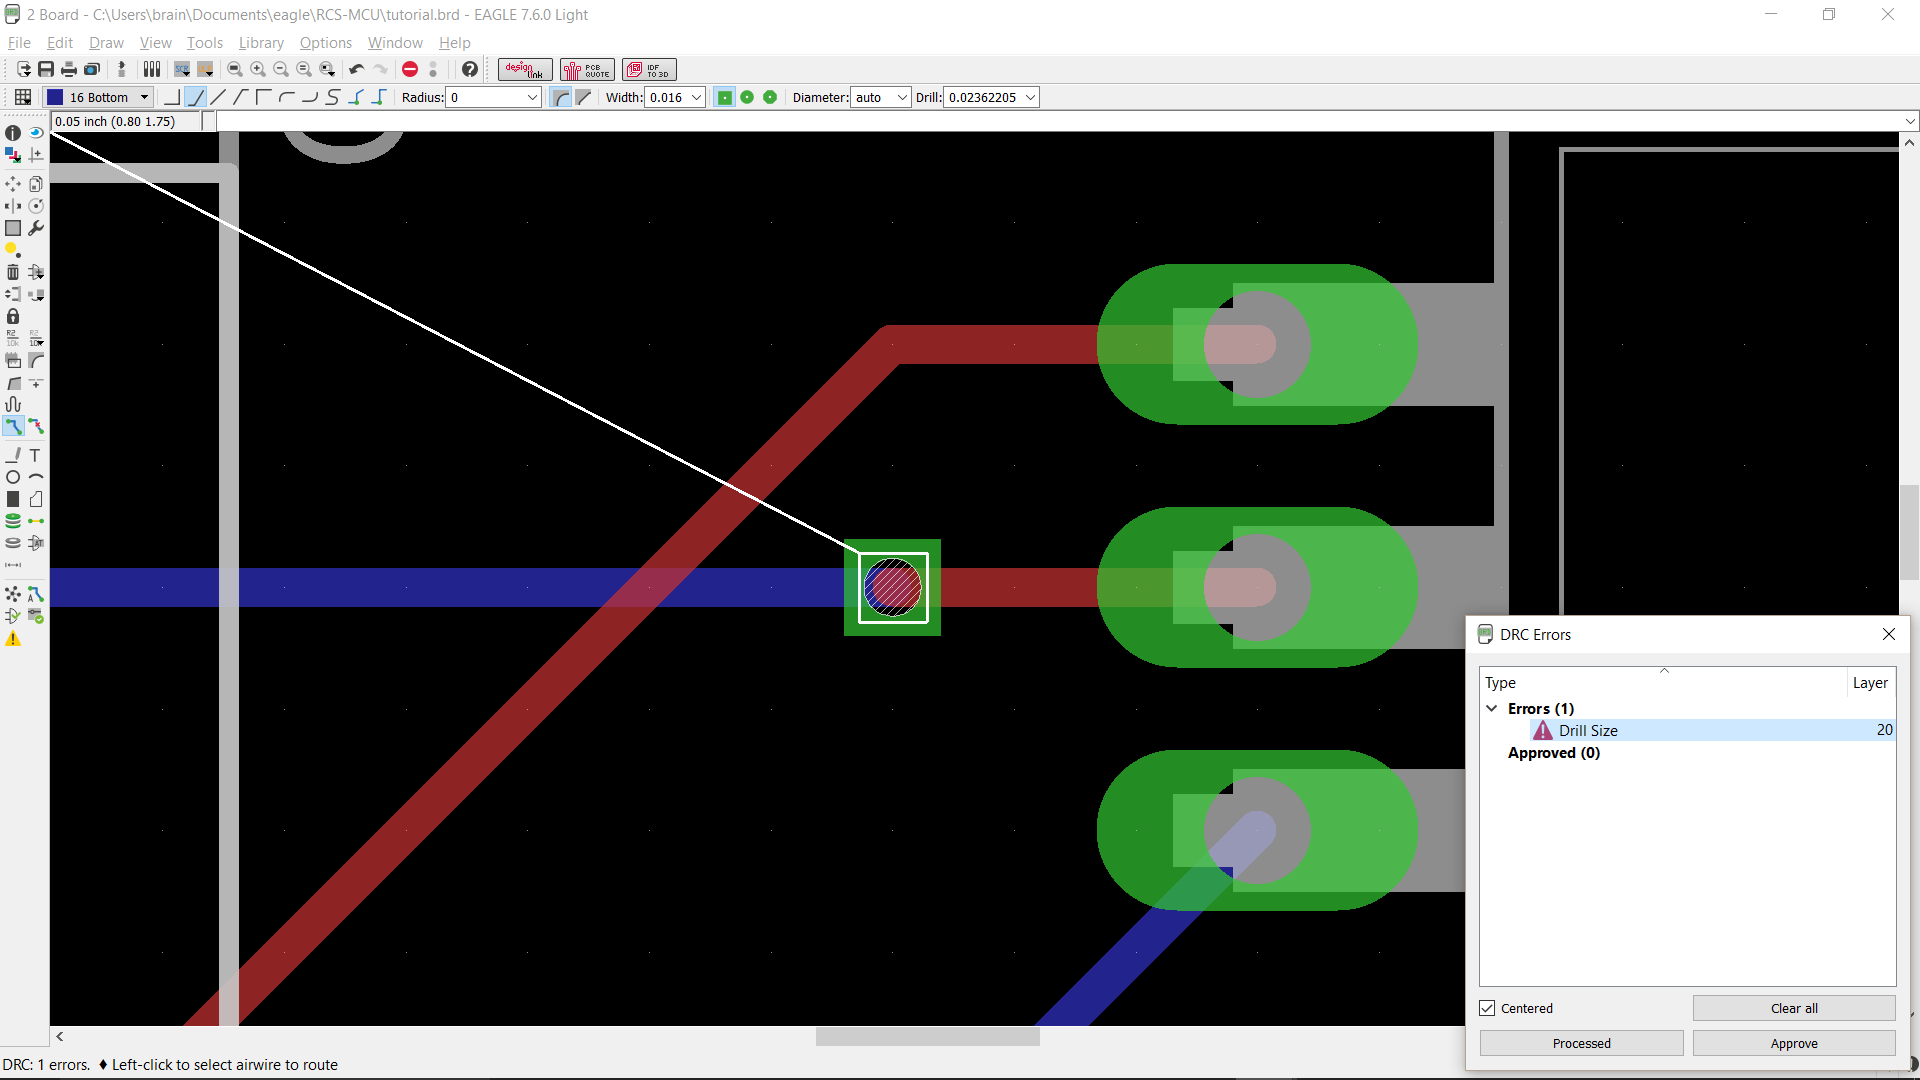 2 Board - C:\Users\brain\Documents\eagle\RCS-MCU\tutorial.brd - EAGLE 7.6.0 Light
File Edit Draw View Tools Library Options Window Help
design link PCB QUOTE IDF TO 3D
16 Bottom Radius: 0 Width: 0.016 Diameter: auto Drill: 0.02362205
0.05 inch (0.80 1.75)
R2 R2
10k 10k
T
DRC Errors
Type Layer
Errors (1)
Drill Size 20
Approved (0)
Centered Clear all
Processed Approve
DRC: 1 errors. ♦ Left-click to select airwire to route